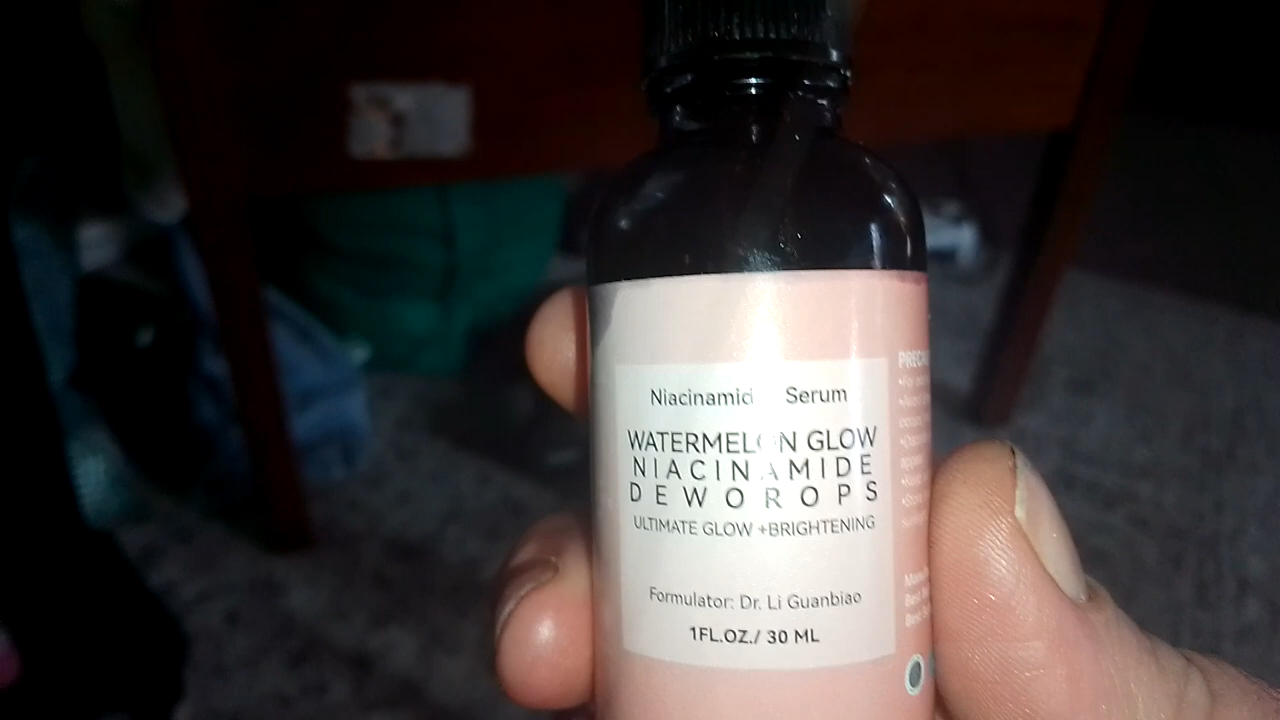 Niacinamid Serum
WATERMELON GLOW
NIACINAMIDE
DEWOROPS
ULTIMATE GLOW +BRIGHTENING
Formulator: Dr. Li Guanbiao
1FL.OZ./ 30 ML